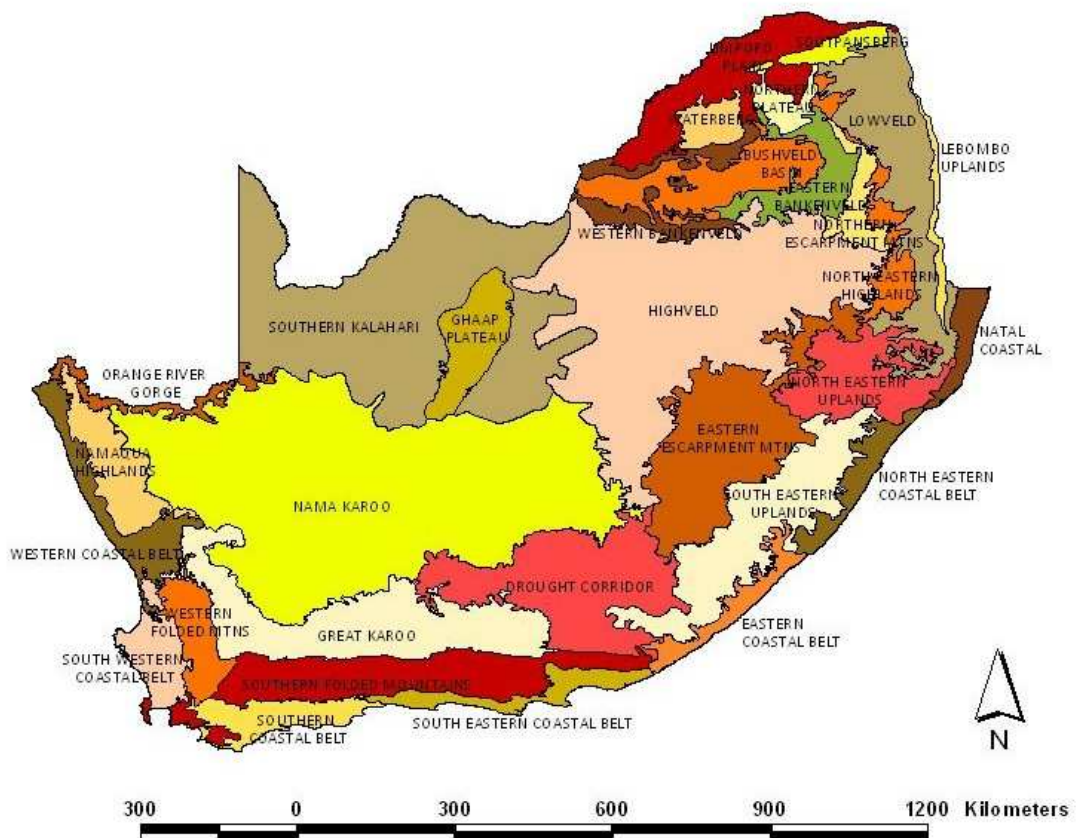 SOUTPANSBERG
LIMPOPO
PLAIN
NORTHERN
PLATEAU
WATERBERG
LOWVELD
LEBOMBO
UPLANDS
BUSHVELD
BASIN
EASTERN
BANKENVELD
WESTERN BANKENVELD
NORTHERN
ESCARPMENT MTNS
NORTH EASTERN
HIGHLANDS
SOUTHERN KALAHARI
GHAAP
PLATEAU
HIGHVELD
NATAL
COASTAL
ORANGE RIVER
GORGE
NORTH EASTERN
UPLANDS
EASTERN
ESCARPMENT MTNS
NAMAQUA
HIGHLANDS
NORTH EASTERN
COASTAL BELT
SOUTH EASTERN
UPLANDS
NAMA KAROO
WESTERN COASTAL BELT
DROUGHT CORRIDOR
WESTERN
FOLDED MTNS
GREAT KAROO
EASTERN
COASTAL BELT
SOUTH WESTERN
COASTAL BELT
SOUTHERN FOLDED MOUNTAINS
SOUTHERN
COASTAL BELT
SOUTH EASTERN COASTAL BELT
N
300 0 300 600 900 1200 Kilometers